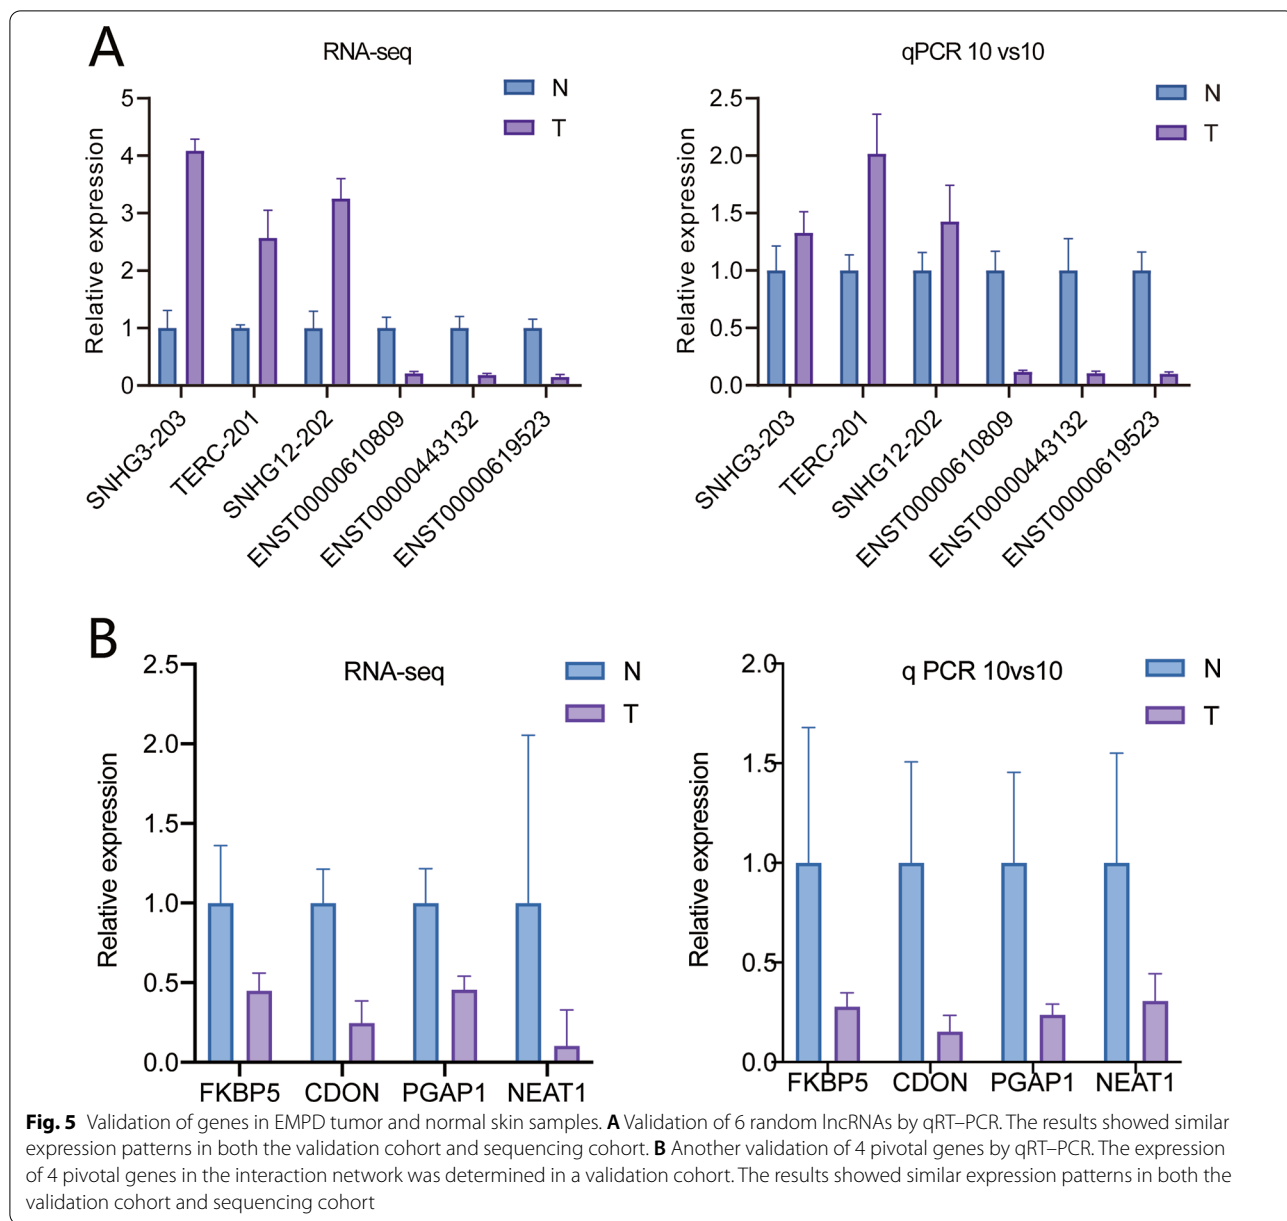 A
RNA-seq
N
T
Relative expression
5
4
3
2
1
0
SNHG3-203
TERC-201
SNHG12-202
ENST00000610809
ENST00000443132
ENST00000619523
qPCR 10 vs10
N
T
Relative expression
2.5
2.0
1.5
1.0
0.5
0.0
SNHG3-203
TERC-201
SNHG12-202
ENST00000610809
ENST00000443132
ENST00000619523
B
RNA-seq
N
T
Relative expression
2.5
2.0
1.5
1.0
0.5
0.0
FKBP5 CDON PGAP1 NEAT1
q PCR 10vs10
N
T
Relative expression
2.0
1.5
1.0
0.5
0.0
FKBP5 CDON PGAP1 NEAT1
Fig. 5 Validation of genes in EMPD tumor and normal skin samples. A Validation of 6 random lncRNAs by qRT–PCR. The results showed similar
expression patterns in both the validation cohort and sequencing cohort. B Another validation of 4 pivotal genes by qRT–PCR. The expression
of 4 pivotal genes in the interaction network was determined in a validation cohort. The results showed similar expression patterns in both the
validation cohort and sequencing cohort